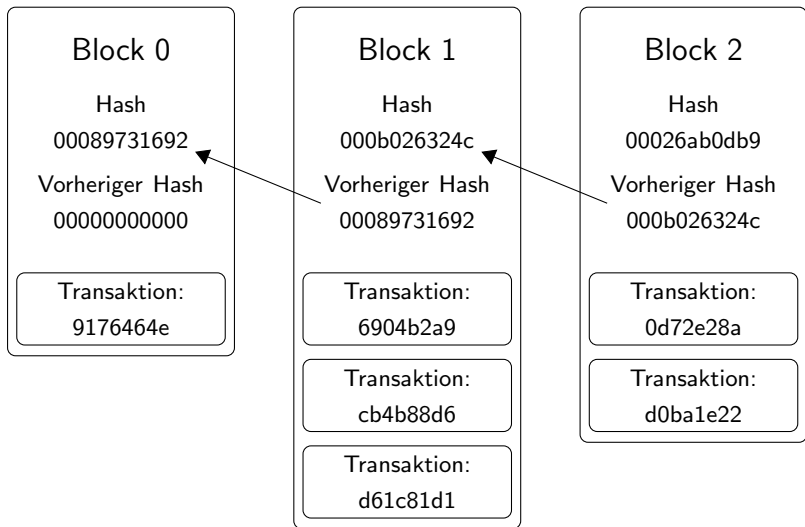 Block 0
Hash
00089731692
Vorheriger Hash
00000000000
Transaktion:
9176464e
Block 1
Hash
000b026324c
Vorheriger Hash
00089731692
Transaktion:
6904b2a9
Transaktion:
cb4b88d6
Transaktion:
d61c81d1
Block 2
Hash
00026ab0db9
Vorheriger Hash
000b026324c
Transaktion:
0d72e28a
Transaktion:
d0ba1e22